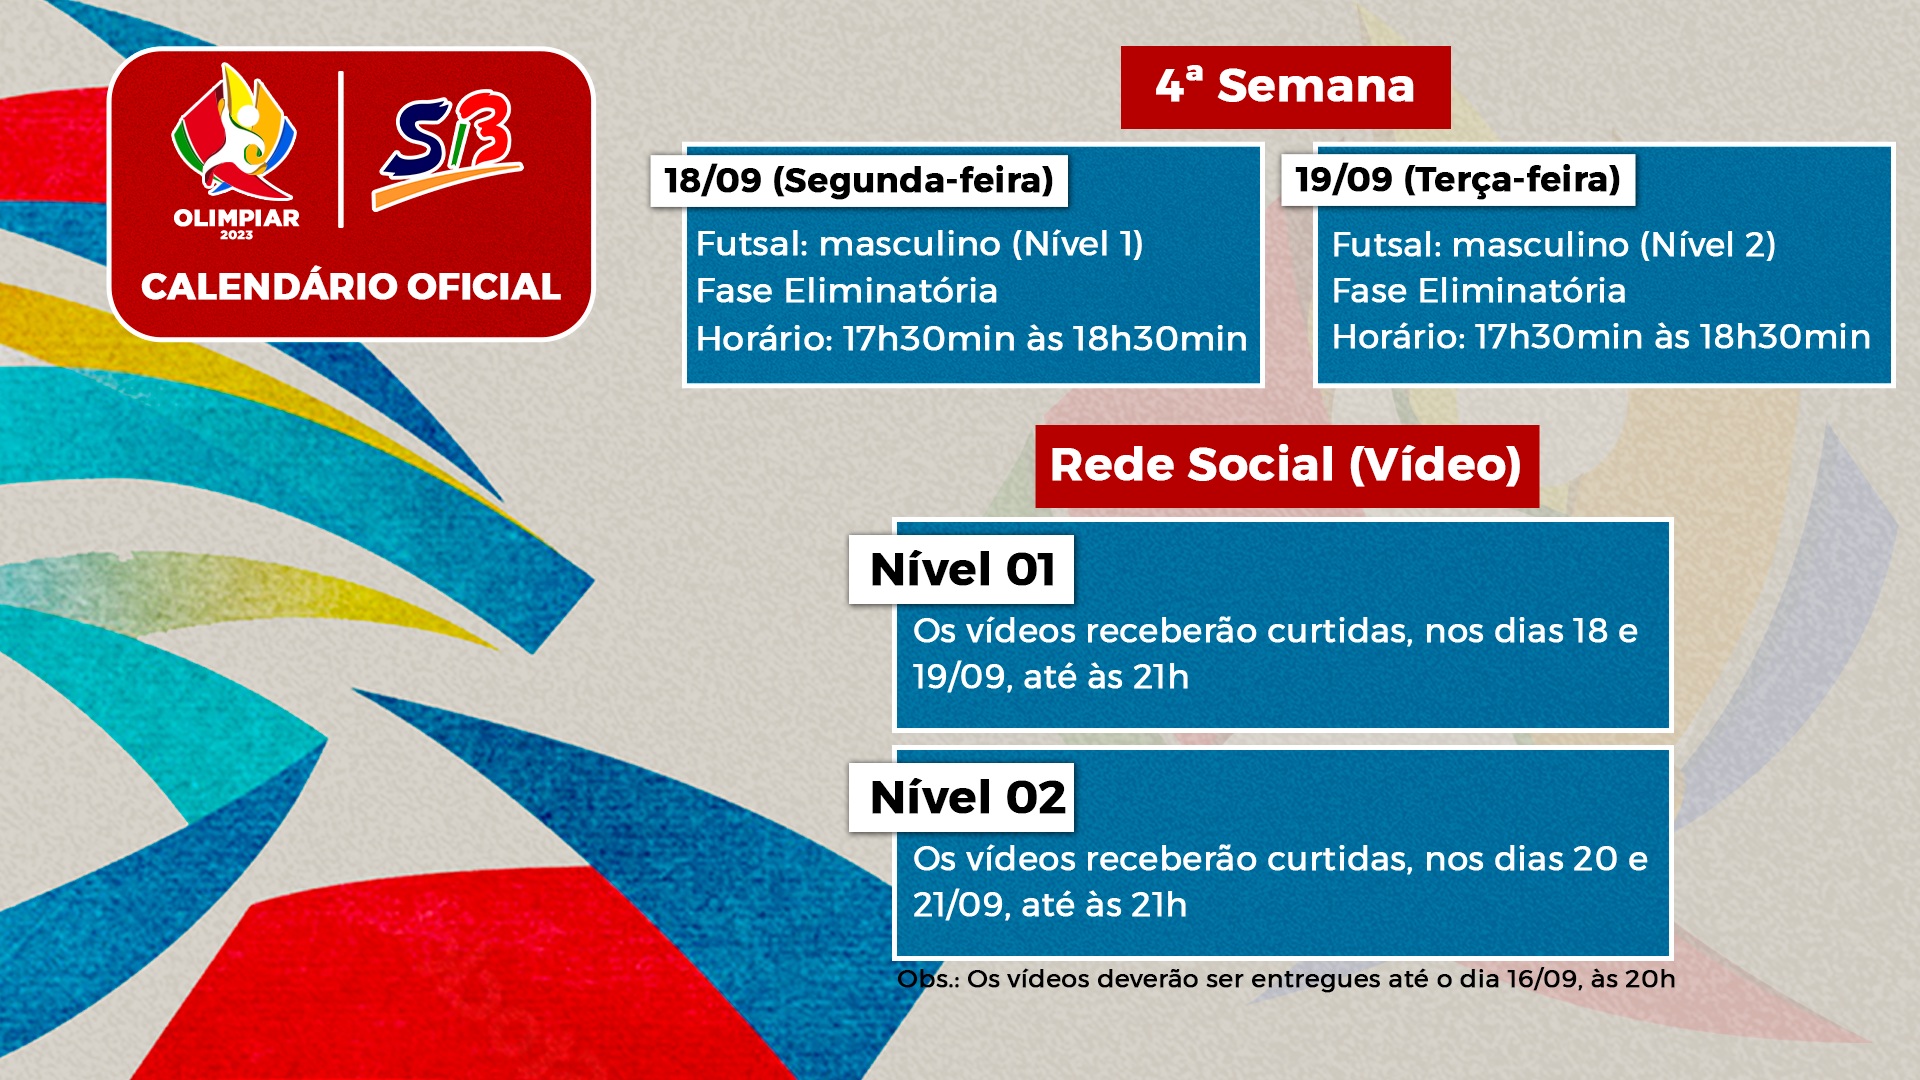 OLIMPIAR
2023
SiB
CALENDÁRIO OFICIAL
4ª Semana
18/09 (Segunda-feira)
Futsal: masculino (Nível 1)
Fase Eliminatória
Horário: 17h30min às 18h30min
19/09 (Terça-feira)
Futsal: masculino (Nível 2)
Fase Eliminatória
Horário: 17h30min às 18h30min
Rede Social (Vídeo)
Nível 01
Os vídeos receberão curtidas, nos dias 18 e
19/09, até às 21h
Nível 02
Os vídeos receberão curtidas, nos dias 20 e
21/09, até às 21h
Obs.: Os vídeos deverão ser entregues até o dia 16/09, às 20h